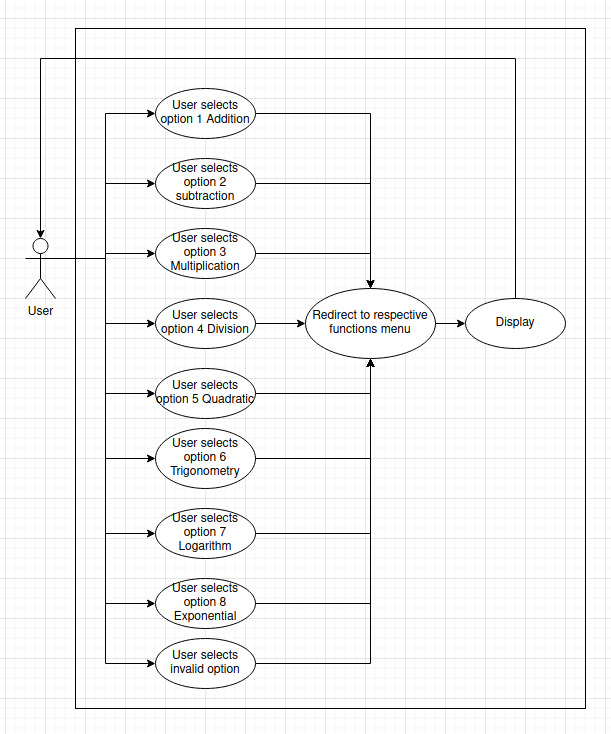 User selects
option 1 Addition
User selects
option 2
subtraction
User selects
option 3
Multiplication
User
User selects
option 4 Division
Redirect to respective
functions menu
Display
User selects
option 5 Quadratic
User selects
option 6
Trigonometry
User selects
option 7
Logarithm
User selects
option 8
Exponential
User selects
invalid option